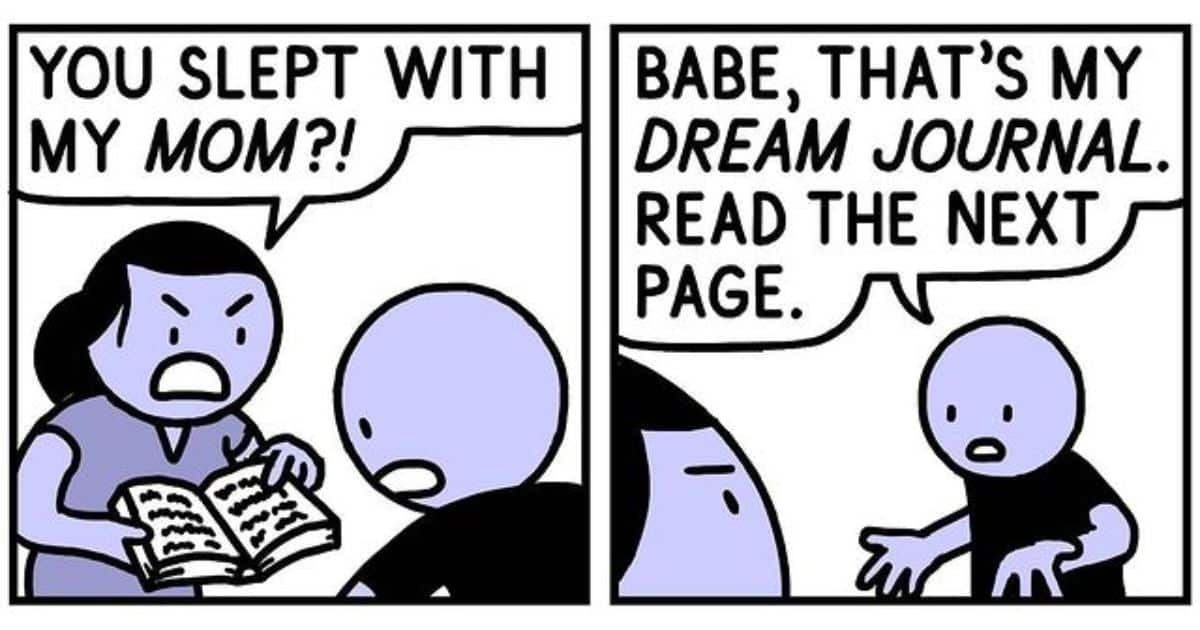 YOU SLEPT WITH
MY MOM?!
BABE, THAT'S MY
DREAM JOURNAL.
READ THE NEXT
PAGE.